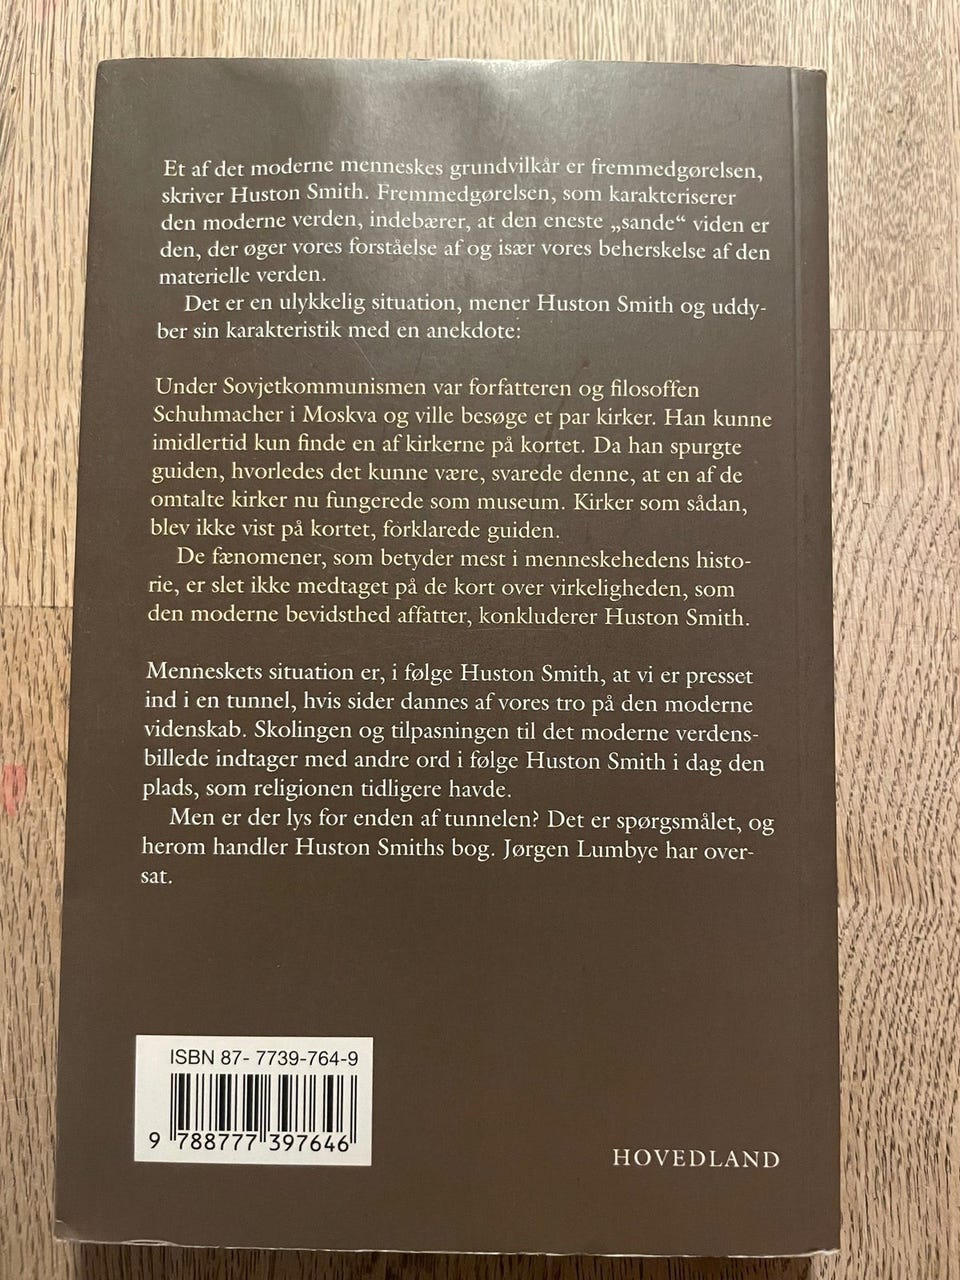 Et af det moderne menneskes grundvilkår er fremmedgørelsen,
skriver Huston Smith. Fremmedgørelsen, som karakteriserer
den moderne verden, indebærer, at den eneste „sande“ viden er
den, der øger vores forståelse af og især vores beherskelse af den
materielle verden.
Det er en ulykkelig situation, mener Huston Smith og uddy-
ber sin karakteristik med en anekdote:
Under Sovjetkommunismen var forfatteren og filosoffen
Schuhmacher i Moskva og ville besøge et par kirker. Han kunne
imidlertid kun finde en af kirkerne på kortet. Da han spurgte
guiden, hvorledes det kunne være, svarede denne, at en af de
omtalte kirker nu fungerede som museum. Kirker som sådan,
blev ikke vist på kortet, forklarede guiden.
De fænomener, som betyder mest i menneskehedens histo-
rie, er slet ikke medtaget på de kort over virkeligheden, som
den moderne bevidsthed affatter, konkluderer Huston Smith.
Menneskets situation er, i følge Huston Smith, at vi er presset
ind i en tunnel, hvis sider dannes af vores tro på den moderne
videnskab. Skolingen og tilpasningen til det moderne verdens-
billede indtager med andre ord i følge Huston Smith i dag den
plads, som religionen tidligere havde.
Men er der lys for enden af tunnelen? Det er spørgsmålet, og
herom handler Huston Smiths bog. Jørgen Lumbye har over-
sat.
ISBN 87- 7739-764-9
9 788777 397646
HOVEDLAND